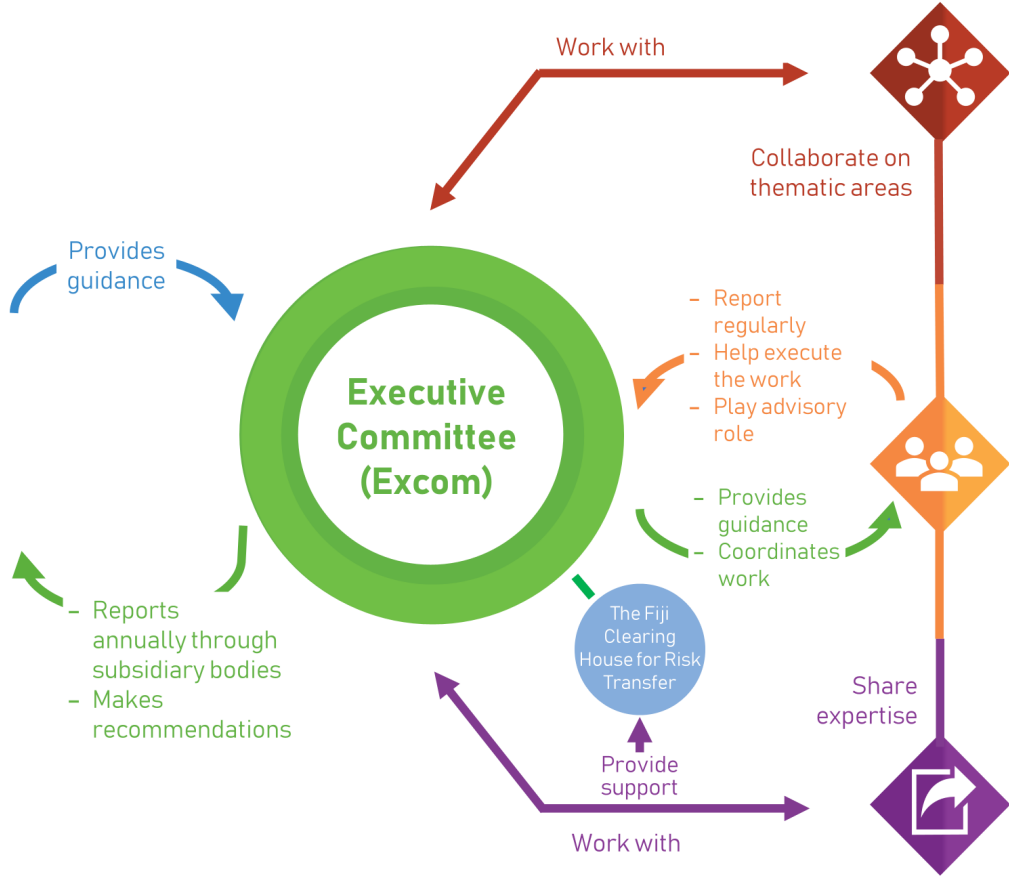 Work with
Collaborate on
thematic areas
Provides
guidance
– Report
regularly
– Help execute
the work
– Play advisory
role
Executive
Committee
(Excom)
– Provides
guidance
– Coordinates
work
– Reports
annually through
subsidiary bodies
– Makes
recommendations
The Fiji
Clearing
House for Risk
Transfer
Share
expertise
Provide
support
Work with